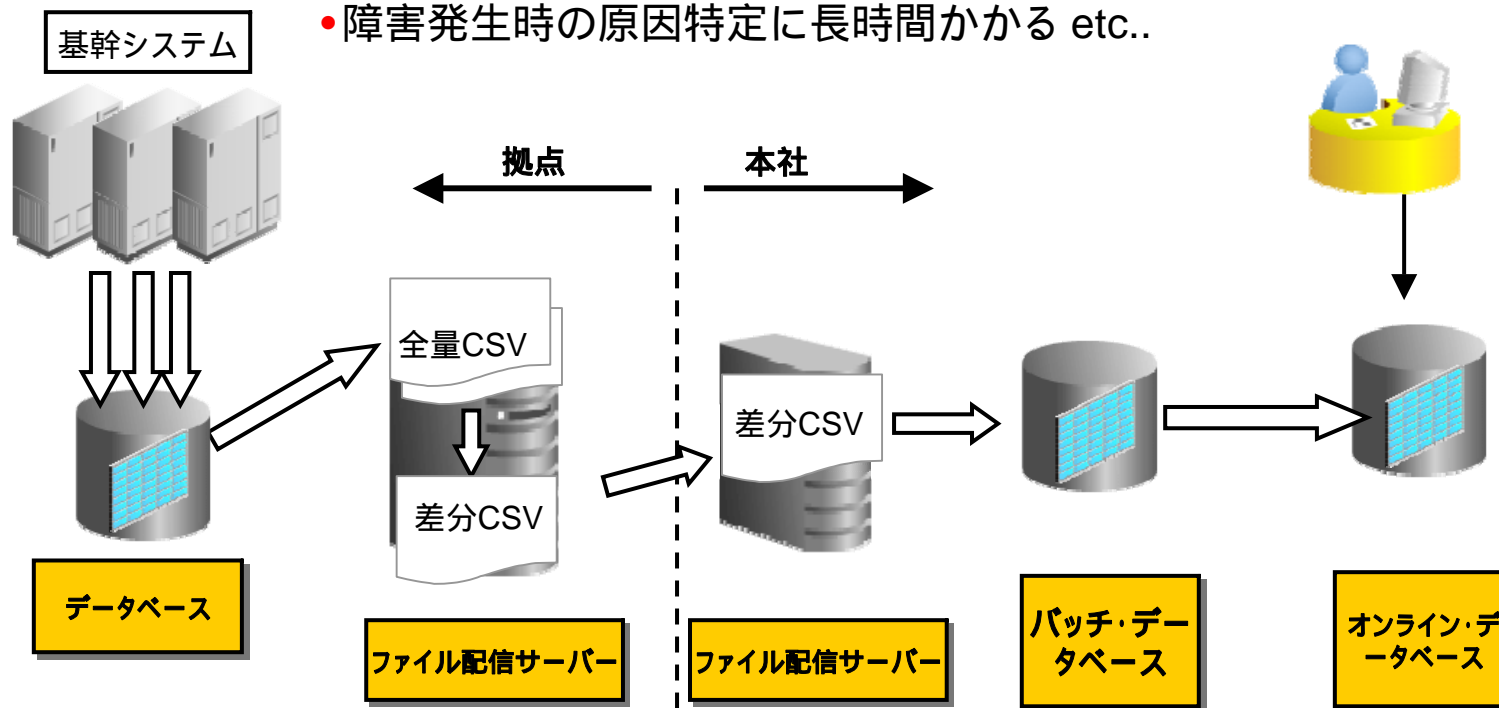 •障害発生時の原因特定に長時間かかる etc..
基幹システム
拠点
本社
全量CSV
差分CSV
差分CSV
データベース
ファイル配信サーバー
ファイル配信サーバー
バッチ・デー
タベース
オンライン・デ
ータベース